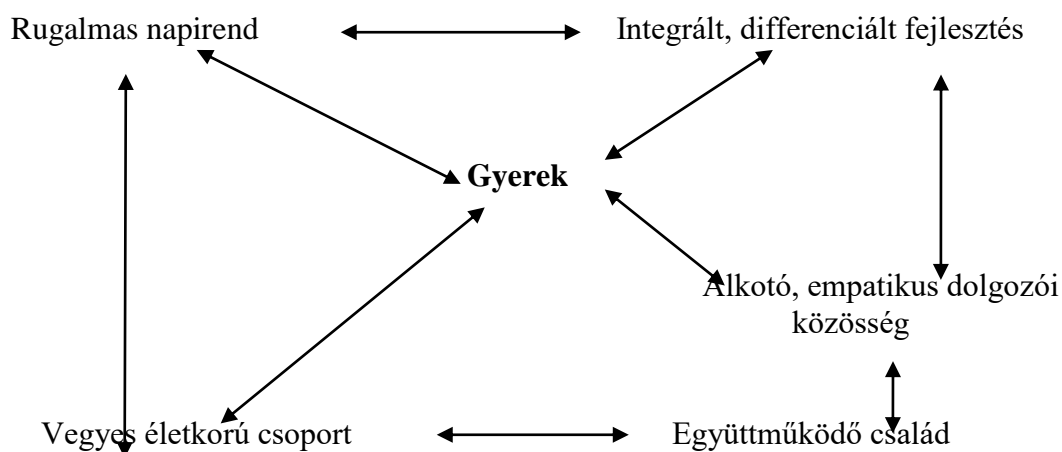 Rugalmas napirend
Integrált, differenciált fejlesztés
Gyerek
Alkotó, empatikus dolgozói
közösség
Vegyes életkorú csoport
Együttműködő család